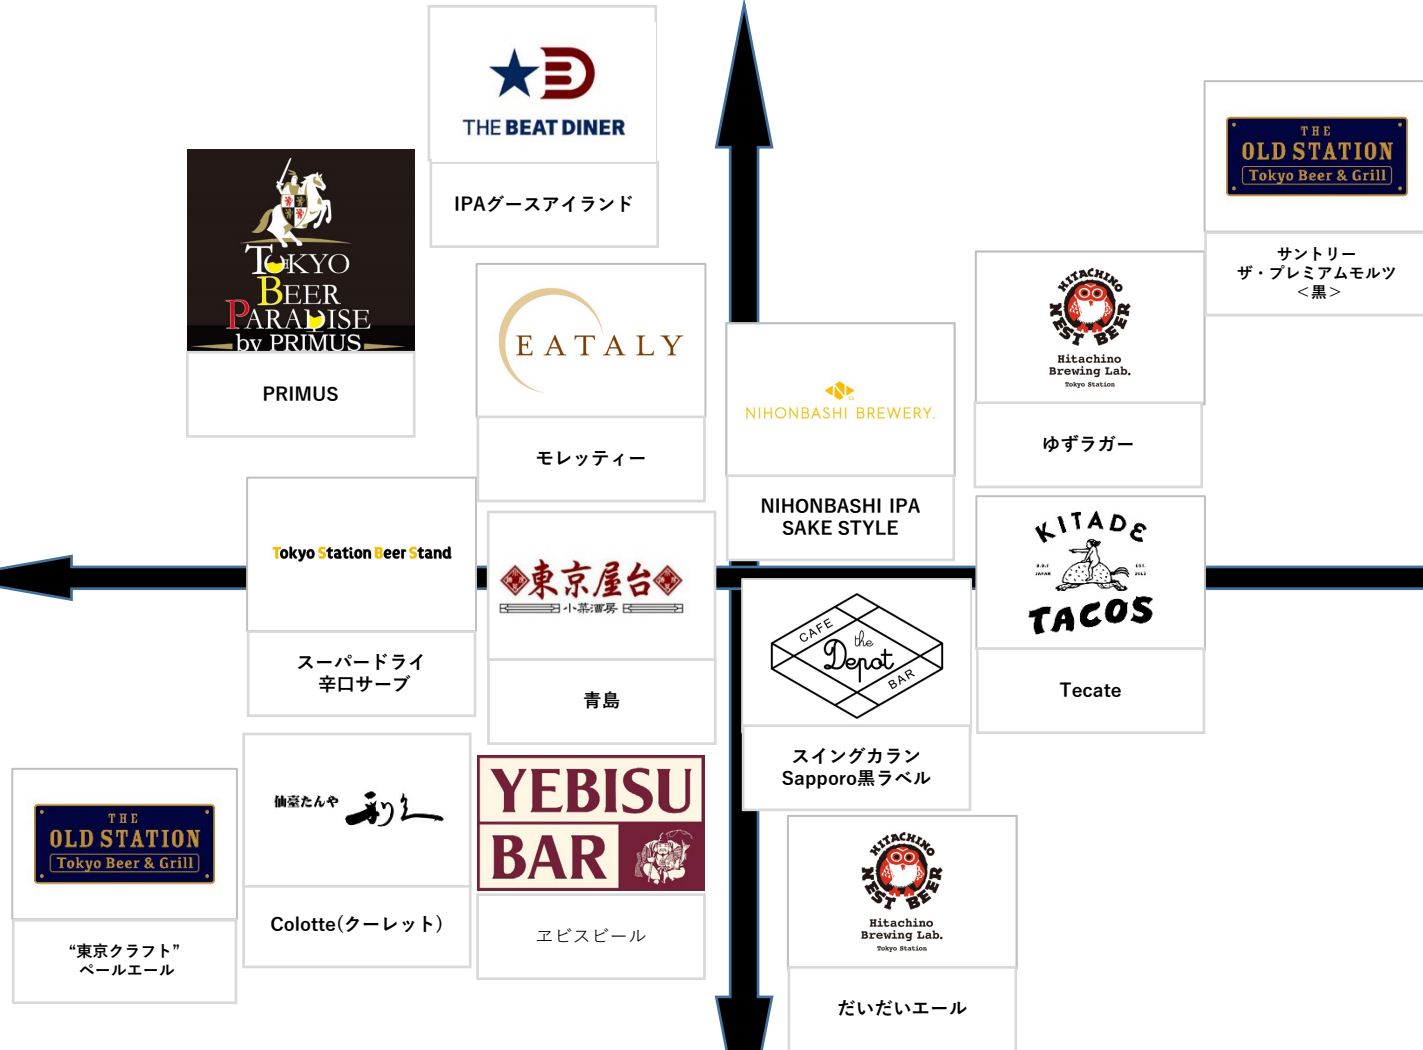 THE BEAT DINER
IPAグースアイランド
THE
OLD STATION
Tokyo Beer & Grill
サントリー
ザ・プレミアムモルツ
＜黒＞
TOKYO
BEER
PARADISE
by PRIMUS
PRIMUS
EATALY
モレッティー
NIHONBASHI BREWERY.
NIHONBASHI IPA
SAKE STYLE
HITACHINO
NEST BEER
Hitachino
Brewing Lab.
Tokyo Station
ゆずラガー
Tokyo Station Beer Stand
スーパードライ
辛口サーブ
東京屋台
小菜酒房
青島
CAFE
the
Depot
BAR
スイングカラン
Sapporo黒ラベル
KITADE
JAPAN
EST.
TACOS
Tecate
THE
OLD STATION
Tokyo Beer & Grill
“東京クラフト”
ペールエール
仙臺たんや
利久
Colotte(クーレット)
YEBISU
BAR
ヱビスビール
HITACHINO
NEST BEER
Hitachino
Brewing Lab.
Tokyo Station
だいだいエール